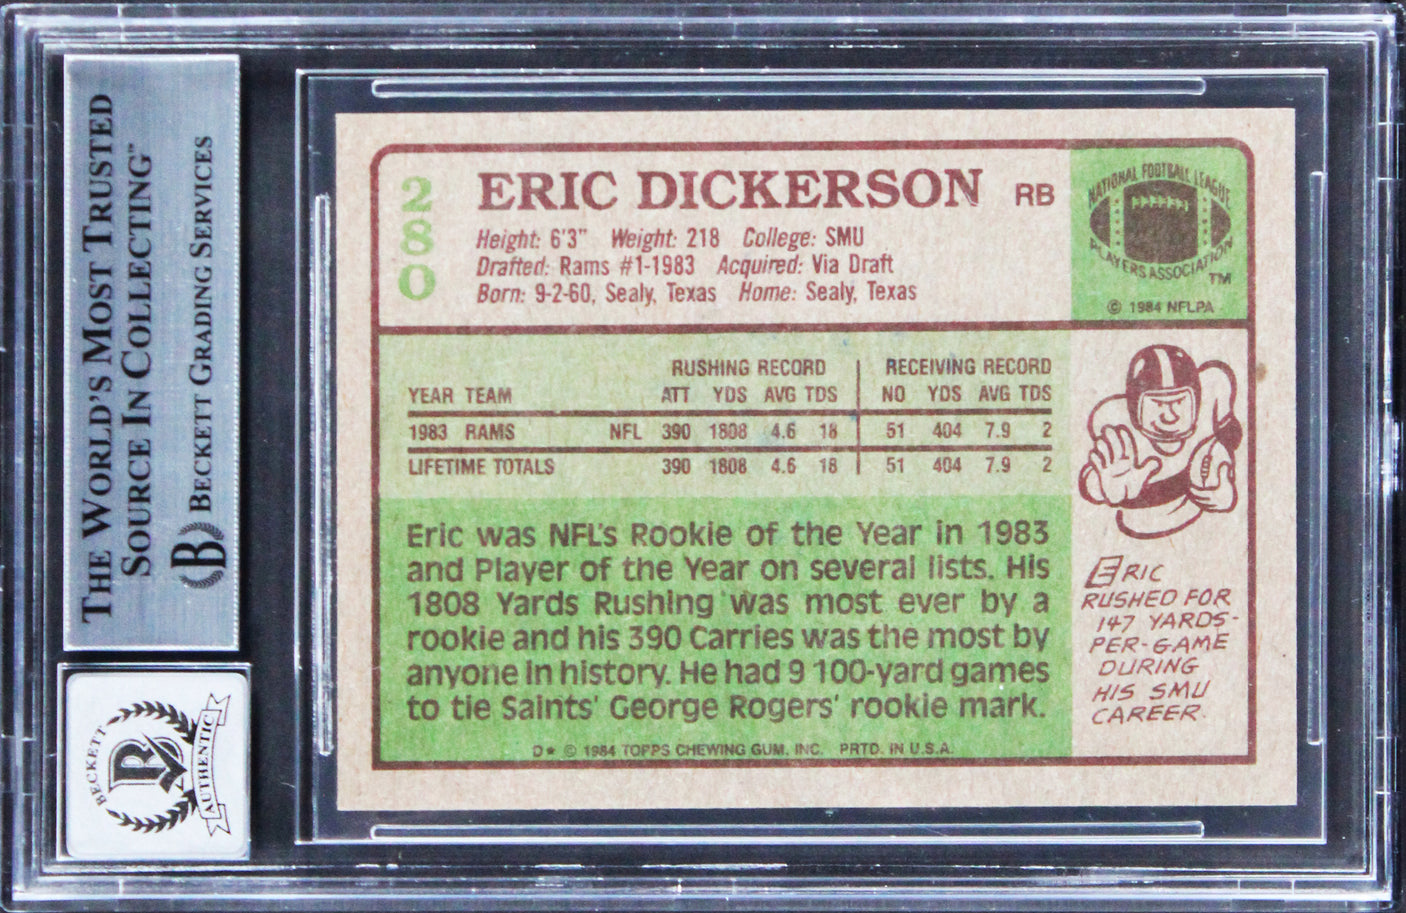 THE WORLD'S MOST TRUSTED
SOURCE IN COLLECTING™
BECKETT GRADING SERVICES
B
BECKETT
B
AUTHENTIC
280
ERIC DICKERSON RB
Height: 6'3" Weight: 218 College: SMU
Drafted: Rams #1-1983 Acquired: Via Draft
Born: 9-2-60, Sealy, Texas Home: Sealy, Texas
NATIONAL FOOTBALL LEAGUE
PLAYERS ASSOCIATION
TM
© 1984 NFLPA
RUSHING RECORD RECEIVING RECORD
YEAR TEAM ATT YDS AVG TDS NO YDS AVG TDS
1983 RAMS NFL 390 1808 4.6 18 51 404 7.9 2
LIFETIME TOTALS 390 1808 4.6 18 51 404 7.9 2
Eric was NFL's Rookie of the Year in 1983
and Player of the Year on several lists. His
1808 Yards Rushing was most ever by a
rookie and his 390 Carries was the most by
anyone in history. He had 9 100-yard games
to tie Saints' George Rogers' rookie mark.
ERIC
RUSHED FOR
147 YARDS-
PER-GAME
DURING
HIS SMU
CAREER.
D* © 1984 TOPPS CHEWING GUM, INC. PRTD. IN U.S.A.